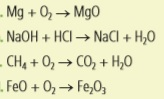 . Mg + O₂ → MgO
. NaOH + HCl → NaCl + H₂O
. CH₄ + O₂ → CO₂ + H₂O
. FeO + O₂ → Fe₂O₃